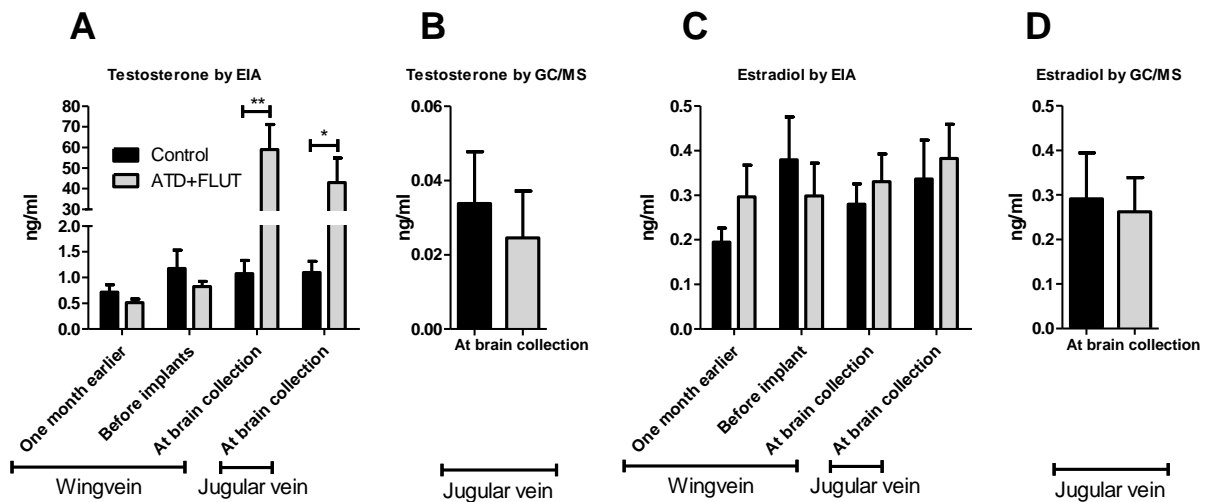 A
B
C
D
Testosterone by EIA
Testosterone by GC/MS
Estradiol by EIA
Estradiol by GC/MS
ng/ml
80
70
60
50
40
30
2.0
1.5
1.0
0.5
0.0
Control
ATD+FLUT
**
*
One month earlier
Before implants
At brain collection
At brain collection
Wingvein
Jugular vein
ng/ml
0.06
0.04
0.02
0.00
At brain collection
Jugular vein
ng/ml
0.5
0.4
0.3
0.2
0.1
0.0
One month earlier
Before implant
At brain collection
At brain collection
Wingvein
Jugular vein
ng/ml
0.5
0.4
0.3
0.2
0.1
0.0
At brain collection
Jugular vein